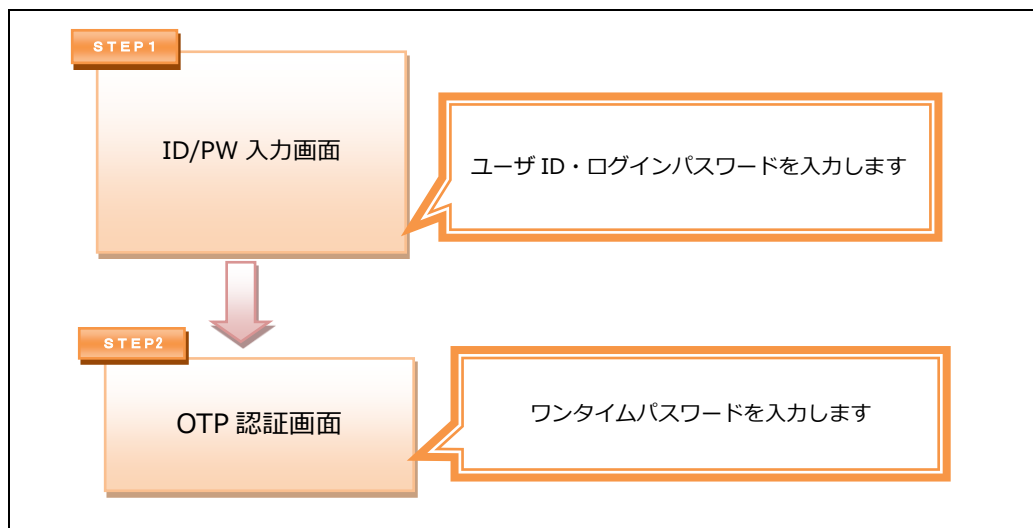 STEP1
ID/PW 入力画面
ユーザ ID・ログインパスワードを入力します
STEP2
OTP 認証画面
ワンタイムパスワードを入力します